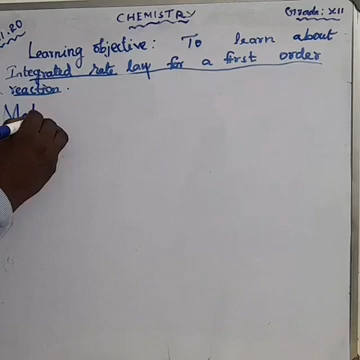 CHEMISTRY
Grade: XII
Learning objective: To learn about
Integrated rate law for a first order
reaction.